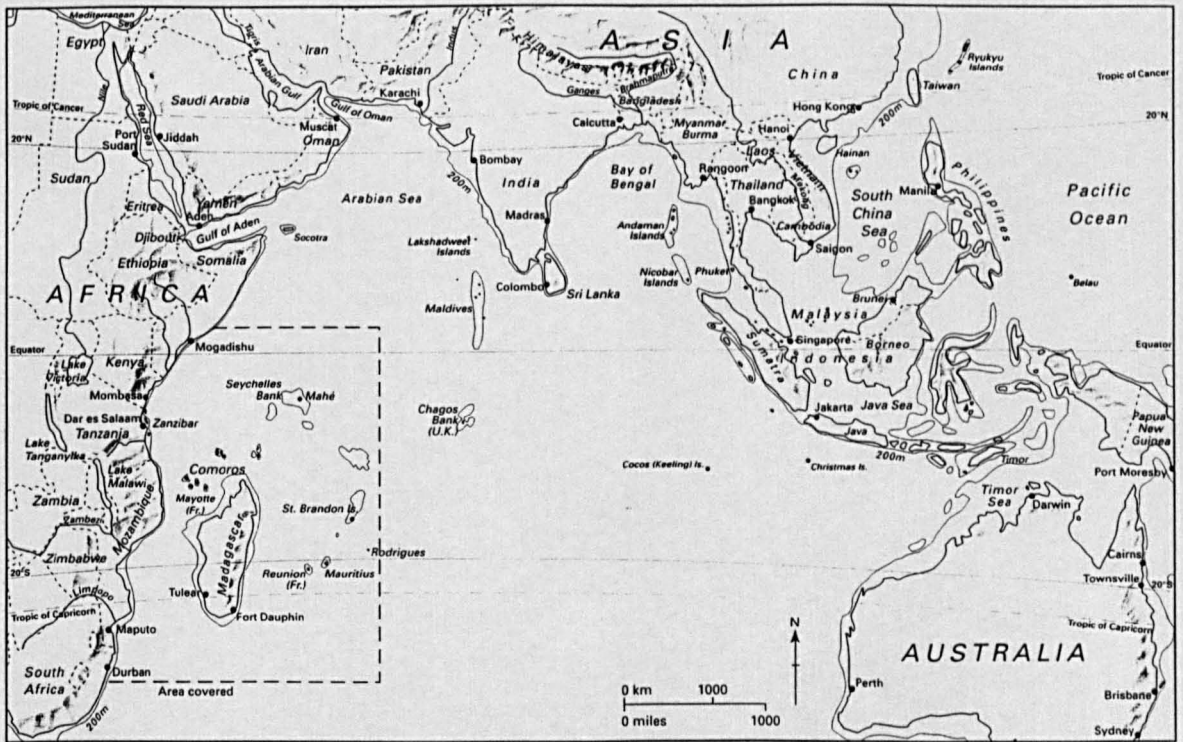 Mediterranean
Sea
Egypt
Nile
Red Sea
Tigris
Iran
Arabian Gulf
Saudi Arabia
Pakistan
Karachi
Indus
Gulf of Oman
Muscat
Oman
Himalayas
A S I A
Ganges
Brahmaputra
Bangladesh
Calcutta
China
Ryukyu
Islands
Taiwan
Hong Kong
200m
Tropic of Cancer
Tropic of Cancer
20°N
20°N
Port
Sudan
Jiddah
Sudan
Eritrea
Yemen
Aden
Gulf of Aden
Djibouti
Ethiopia
Somalia
Socotra
Arabian Sea
Bombay
200m
India
Madras
Bay of
Bengal
Myanmar
Burma
Hanoi
Laos
Vietnam
Mekong
Hainan
Rangoon
Thailand
Bangkok
Cambodia
Saigon
South
China
Sea
Manila
Philippines
Pacific
Ocean
Belau
Lakshadweet
Islands
Andaman
Islands
Nicobar
Islands
Phuket
Colombo
Sri Lanka
Maldives
Brunei
Malaysia
Singapore
Borneo
Indonesia
Sumatra
A F R I C A
Mogadishu
Equator
Equator
Lake
Victoria
Kenya
Mombasa
Dar es Salaam
Zanzibar
Tanzania
Lake
Tanganyika
Seychelles
Bank
Mahé
Chagos
Bank
(U.K.)
Jakarta
Java Sea
Java
200m
Timor
Papua
New
Guinea
Port Moresby
Cocos (Keeling) Is.
Christmas Is.
Lake
Malawi
Comoros
Mayotte
(Fr.)
Zambia
Zambezi
Mozambique
Madagascar
St. Brandon Is.
Rodrigues
Reunion
(Fr.)
Mauritius
Zimbabwe
Limpopo
20°S
20°S
Tulear
Fort Dauphin
Timor
Sea
Darwin
Cairns
Townsville
Tropic of Capricorn
Tropic of Capricorn
Maputo
South
Africa
Durban
200m
Area covered
N
0 km 1000
0 miles 1000
AUSTRALIA
Perth
Brisbane
Sydney